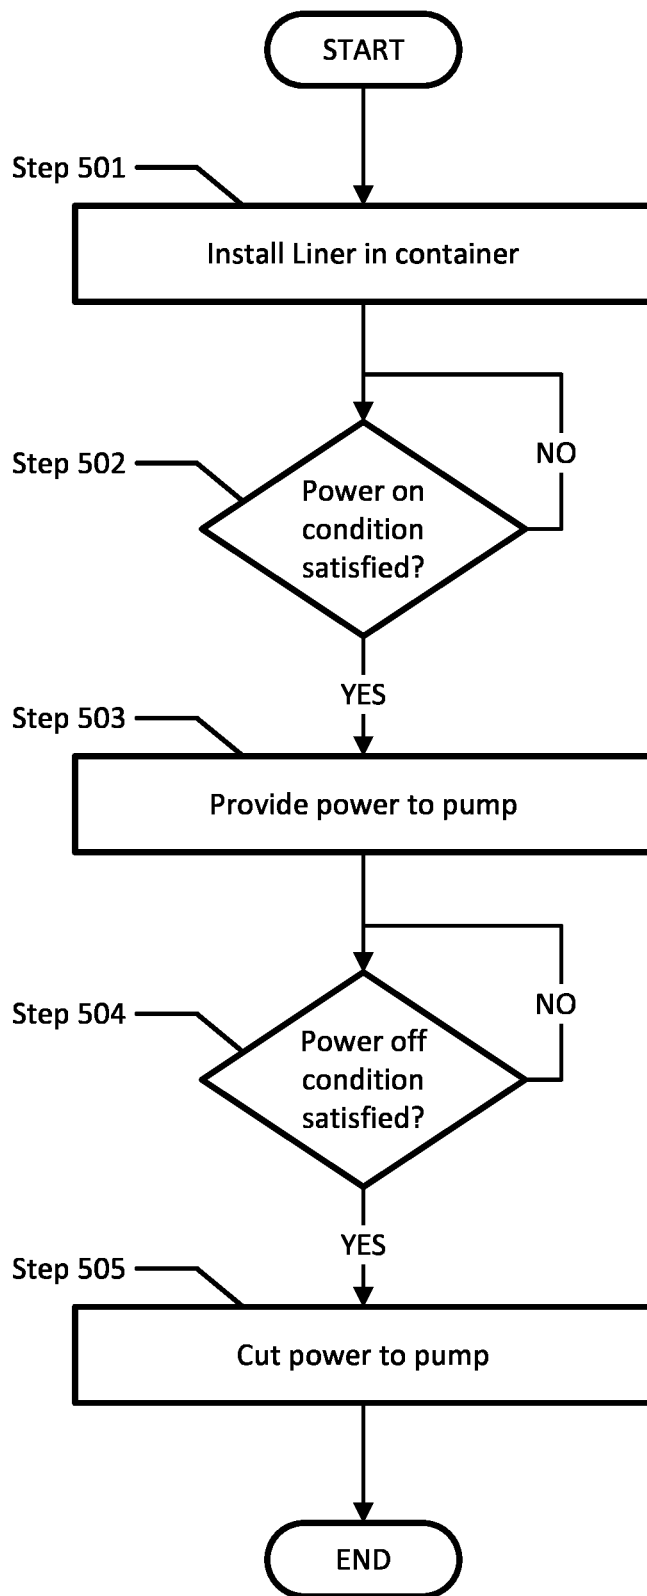 START
Step 501
Install Liner in container
Step 502
Power on
condition
satisfied?
NO
YES
Step 503
Provide power to pump
Step 504
Power off
condition
satisfied?
NO
YES
Step 505
Cut power to pump
END